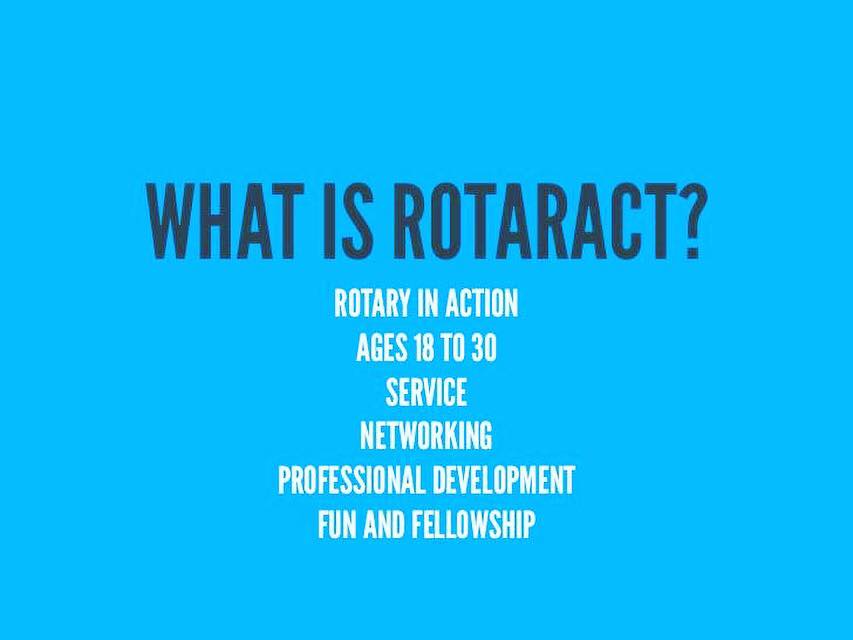 WHAT IS ROTARACT?
ROTARY IN ACTION
AGES 18 TO 30
SERVICE
NETWORKING
PROFESSIONAL DEVELOPMENT
FUN AND FELLOWSHIP